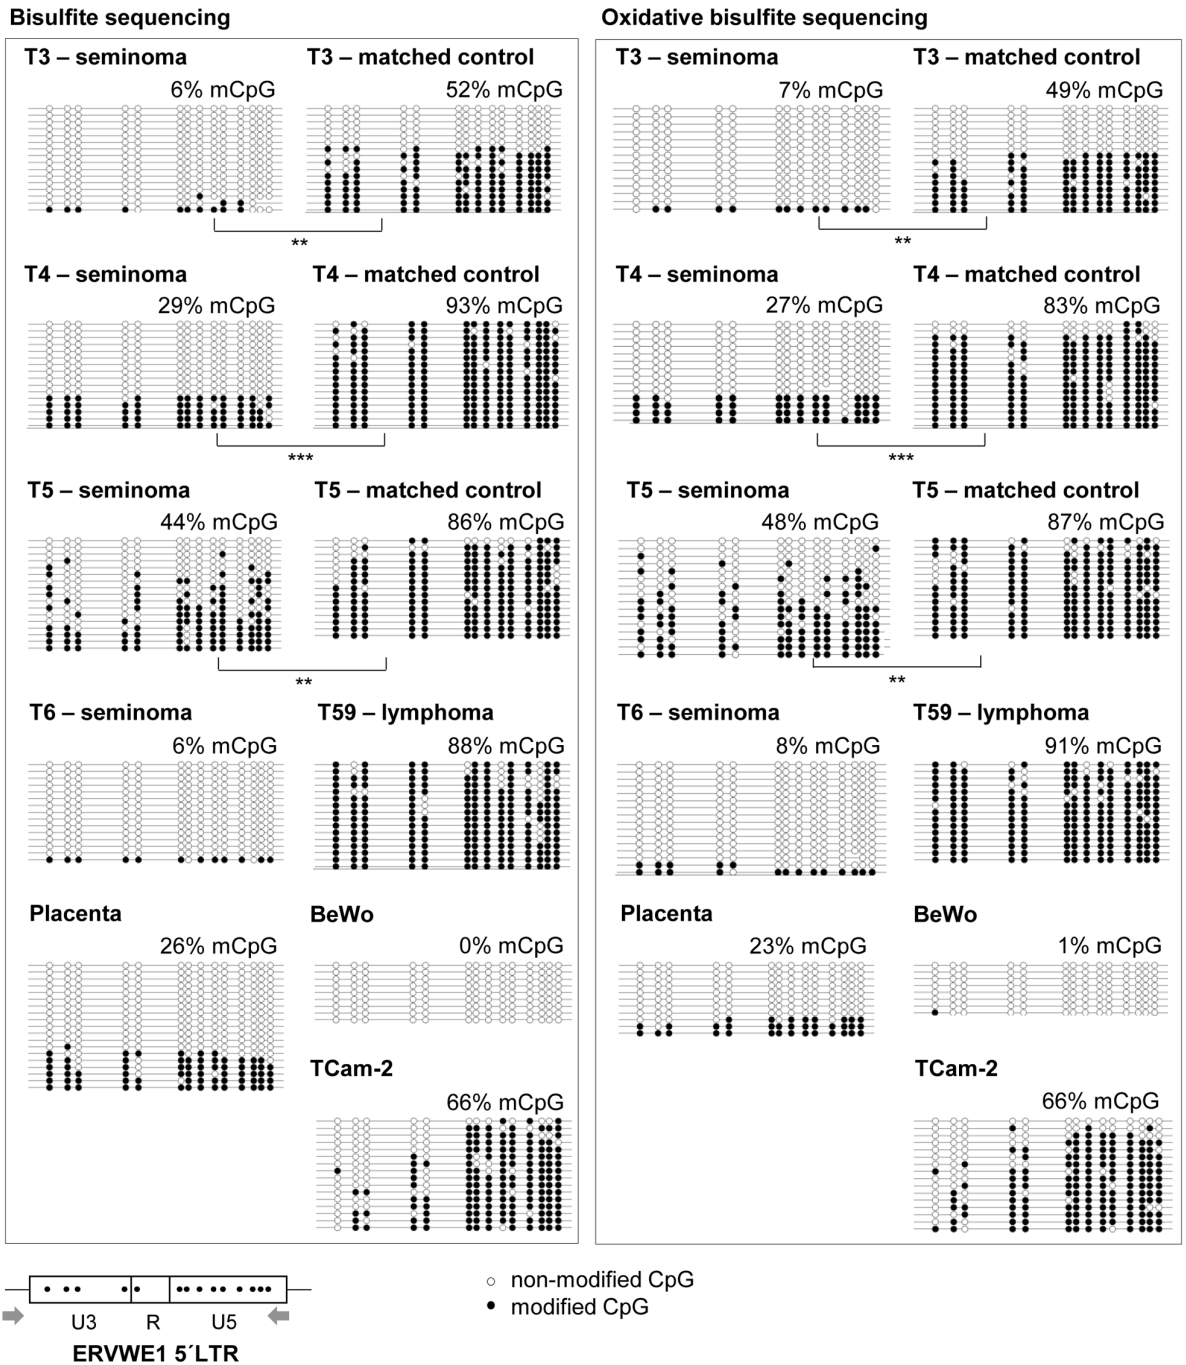 Bisulfite sequencing
Oxidative bisulfite sequencing
T3 – seminoma
T3 – matched control
T3 – seminoma
T3 – matched control
6% mCpG
52% mCpG
7% mCpG
49% mCpG
**
**
T4 – seminoma
T4 – matched control
T4 – seminoma
T4 – matched control
29% mCpG
93% mCpG
27% mCpG
83% mCpG
***
***
T5 – seminoma
T5 – matched control
T5 – seminoma
T5 – matched control
44% mCpG
86% mCpG
48% mCpG
87% mCpG
**
**
T6 – seminoma
T59 – lymphoma
T6 – seminoma
T59 – lymphoma
6% mCpG
88% mCpG
8% mCpG
91% mCpG
Placenta
BeWo
Placenta
BeWo
26% mCpG
0% mCpG
23% mCpG
1% mCpG
TCam-2
TCam-2
66% mCpG
66% mCpG
non-modified CpG
modified CpG
U3
R
U5
ERVWE1 5´LTR